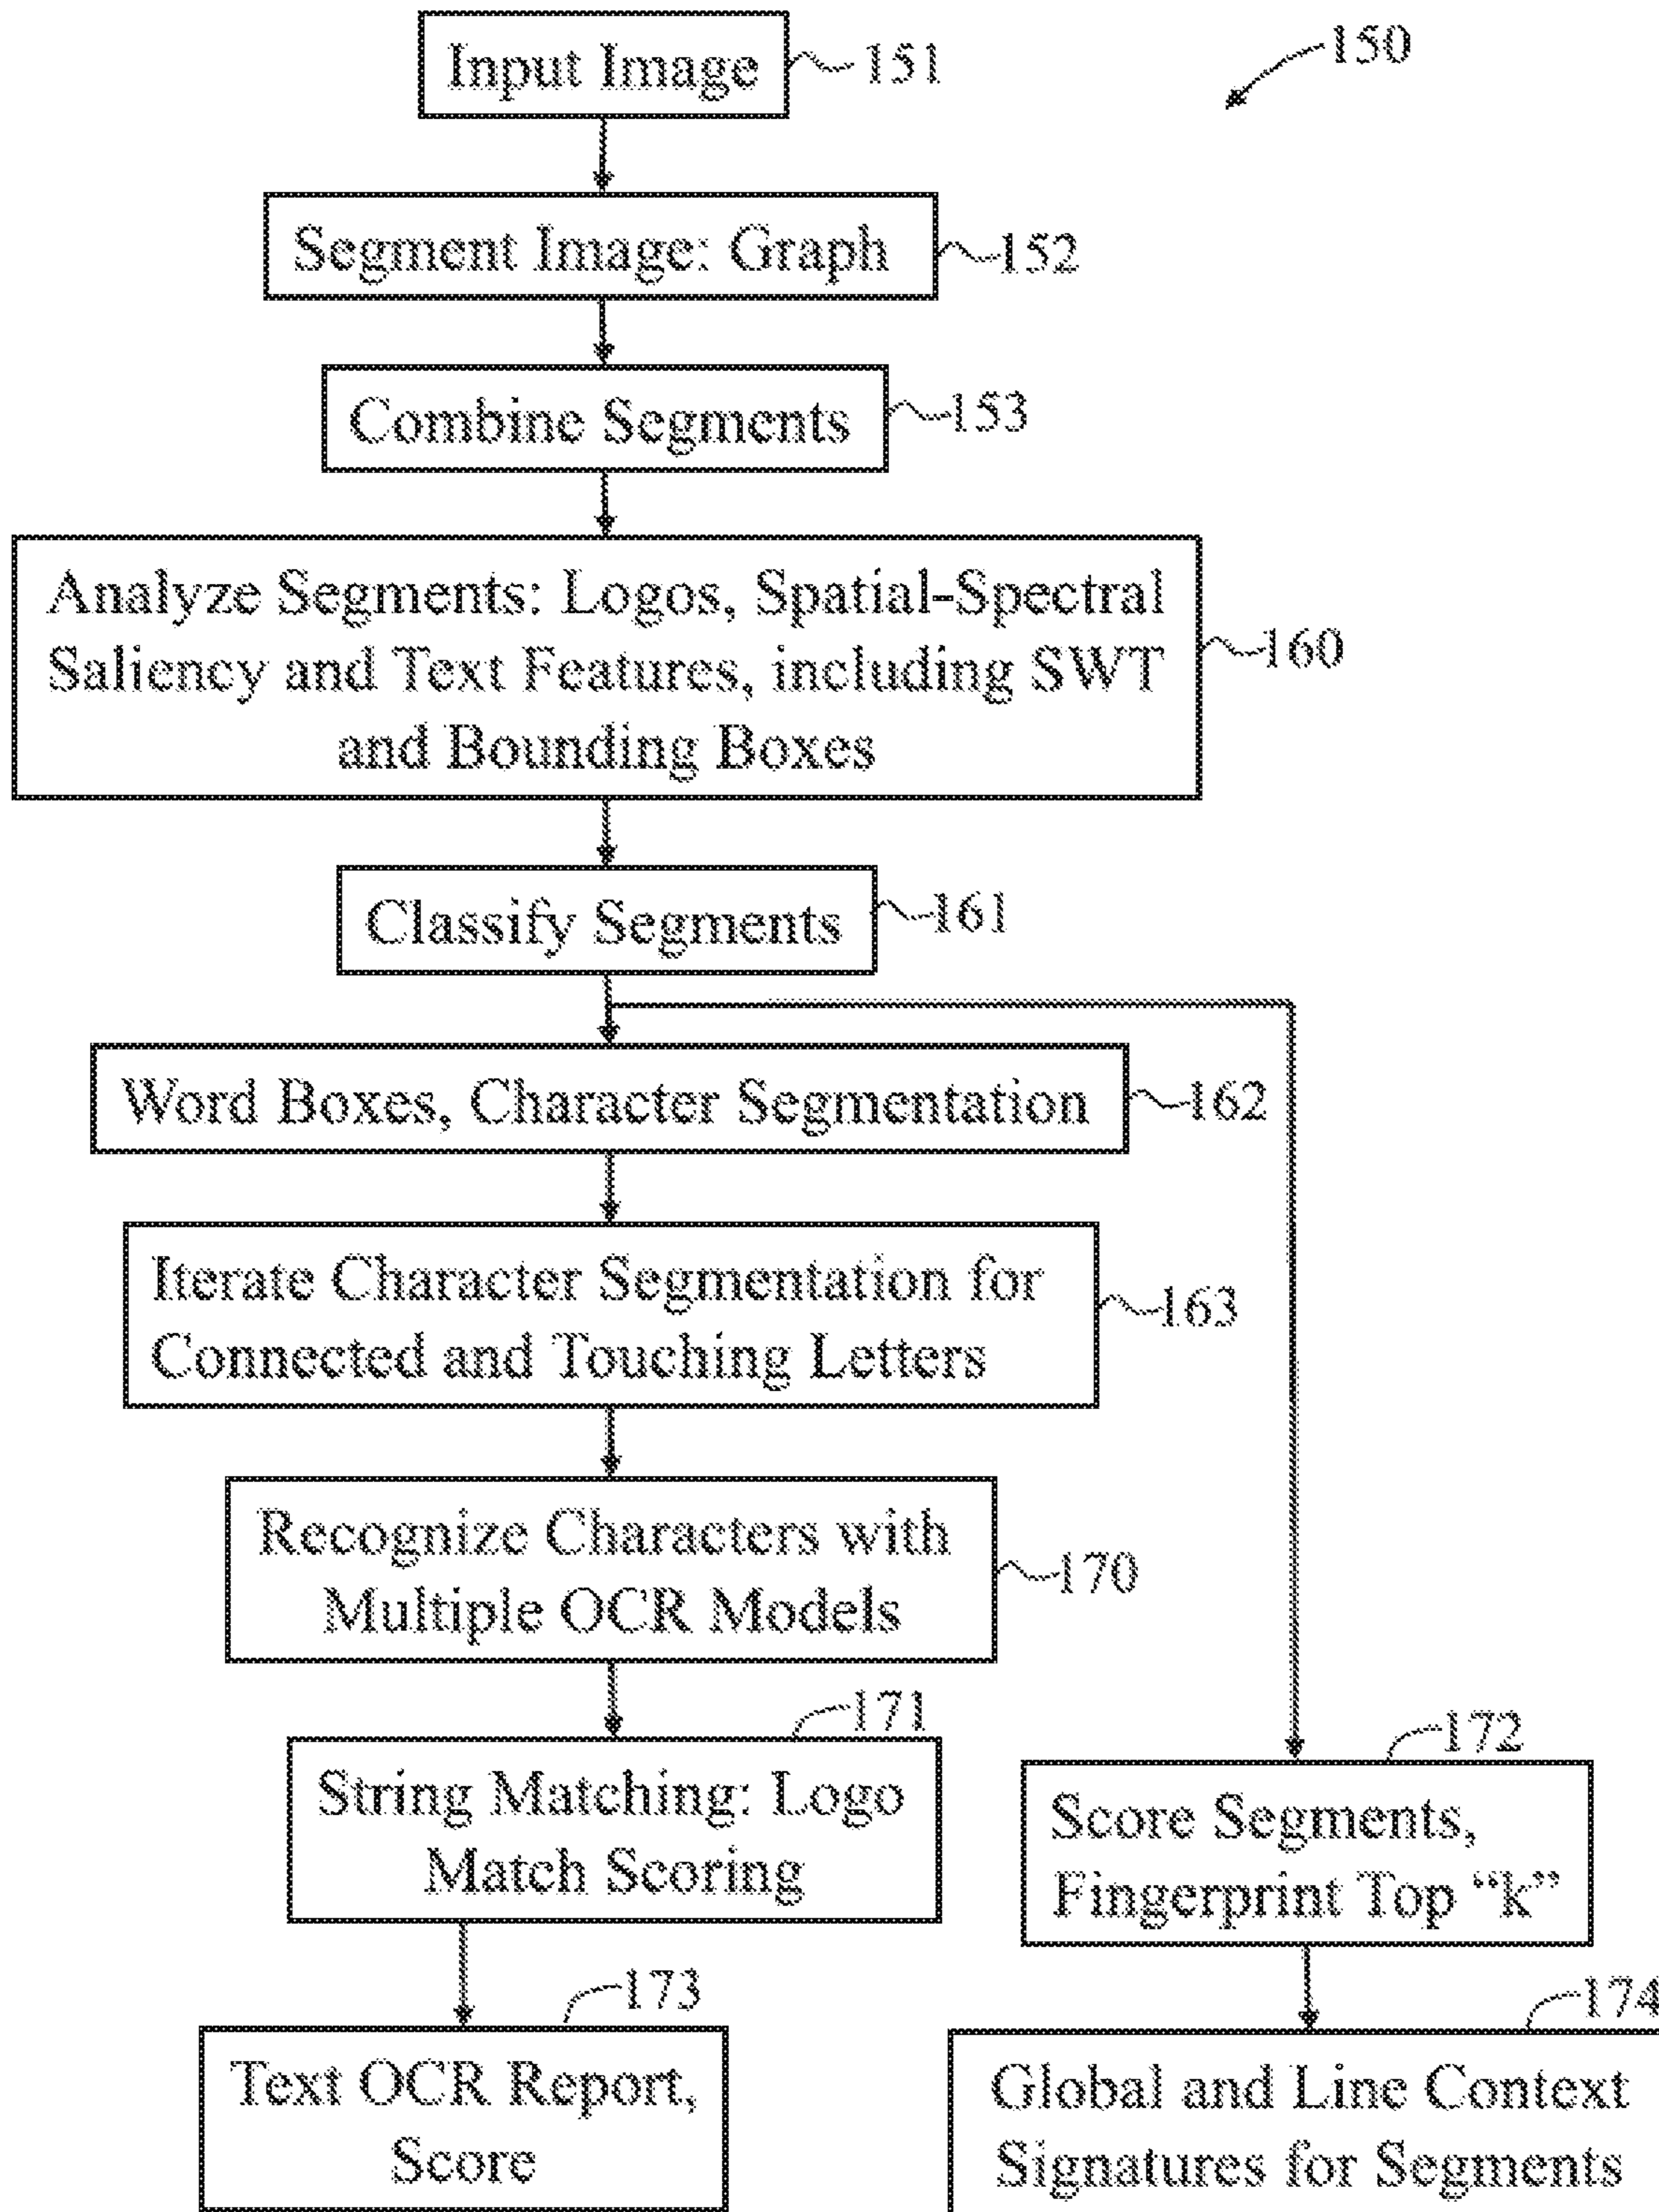 150
Input Image
151
Segment Image: Graph
152
Combine Segments
153
Analyze Segments: Logos, Spatial-Spectral
Saliency and Text Features, including SWT
and Bounding Boxes
160
Classify Segments
161
Word Boxes, Character Segmentation
162
Iterate Character Segmentation for
Connected and Touching Letters
163
Recognize Characters with
Multiple OCR Models
170
171
String Matching: Logo
Match Scoring
172
Score Segments,
Fingerprint Top “k”
173
Text OCR Report,
Score
174
Global and Line Context
Signatures for Segments